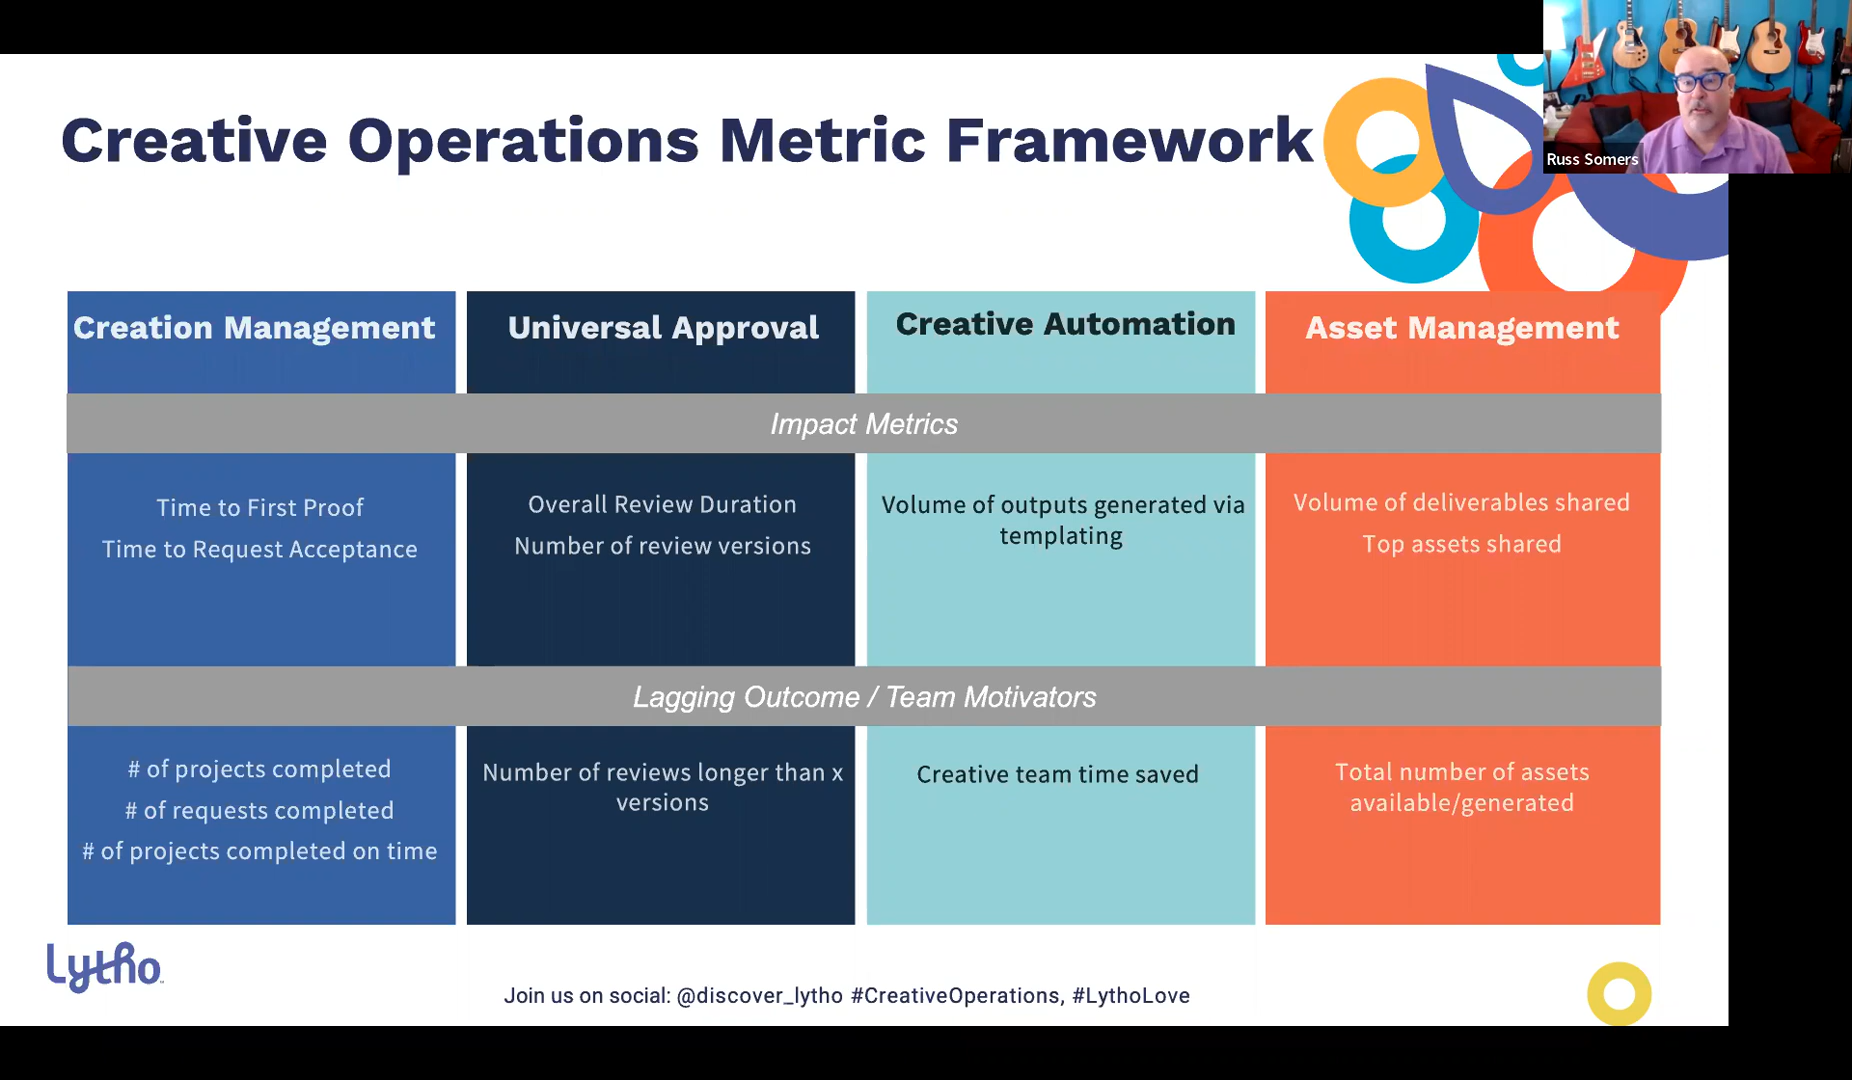 Creative Operations Metric Framework
Russ Somers
Creation Management
Universal Approval
Creative Automation
Asset Management
Impact Metrics
Time to First Proof
Time to Request Acceptance
Overall Review Duration
Number of review versions
Volume of outputs generated via
templating
Volume of deliverables shared
Top assets shared
Lagging Outcome / Team Motivators
# of projects completed
# of requests completed
# of projects completed on time
Number of reviews longer than x
versions
Creative team time saved
Total number of assets
available/generated
Lytho
Join us on social: @discover_lytho #CreativeOperations, #LythoLove